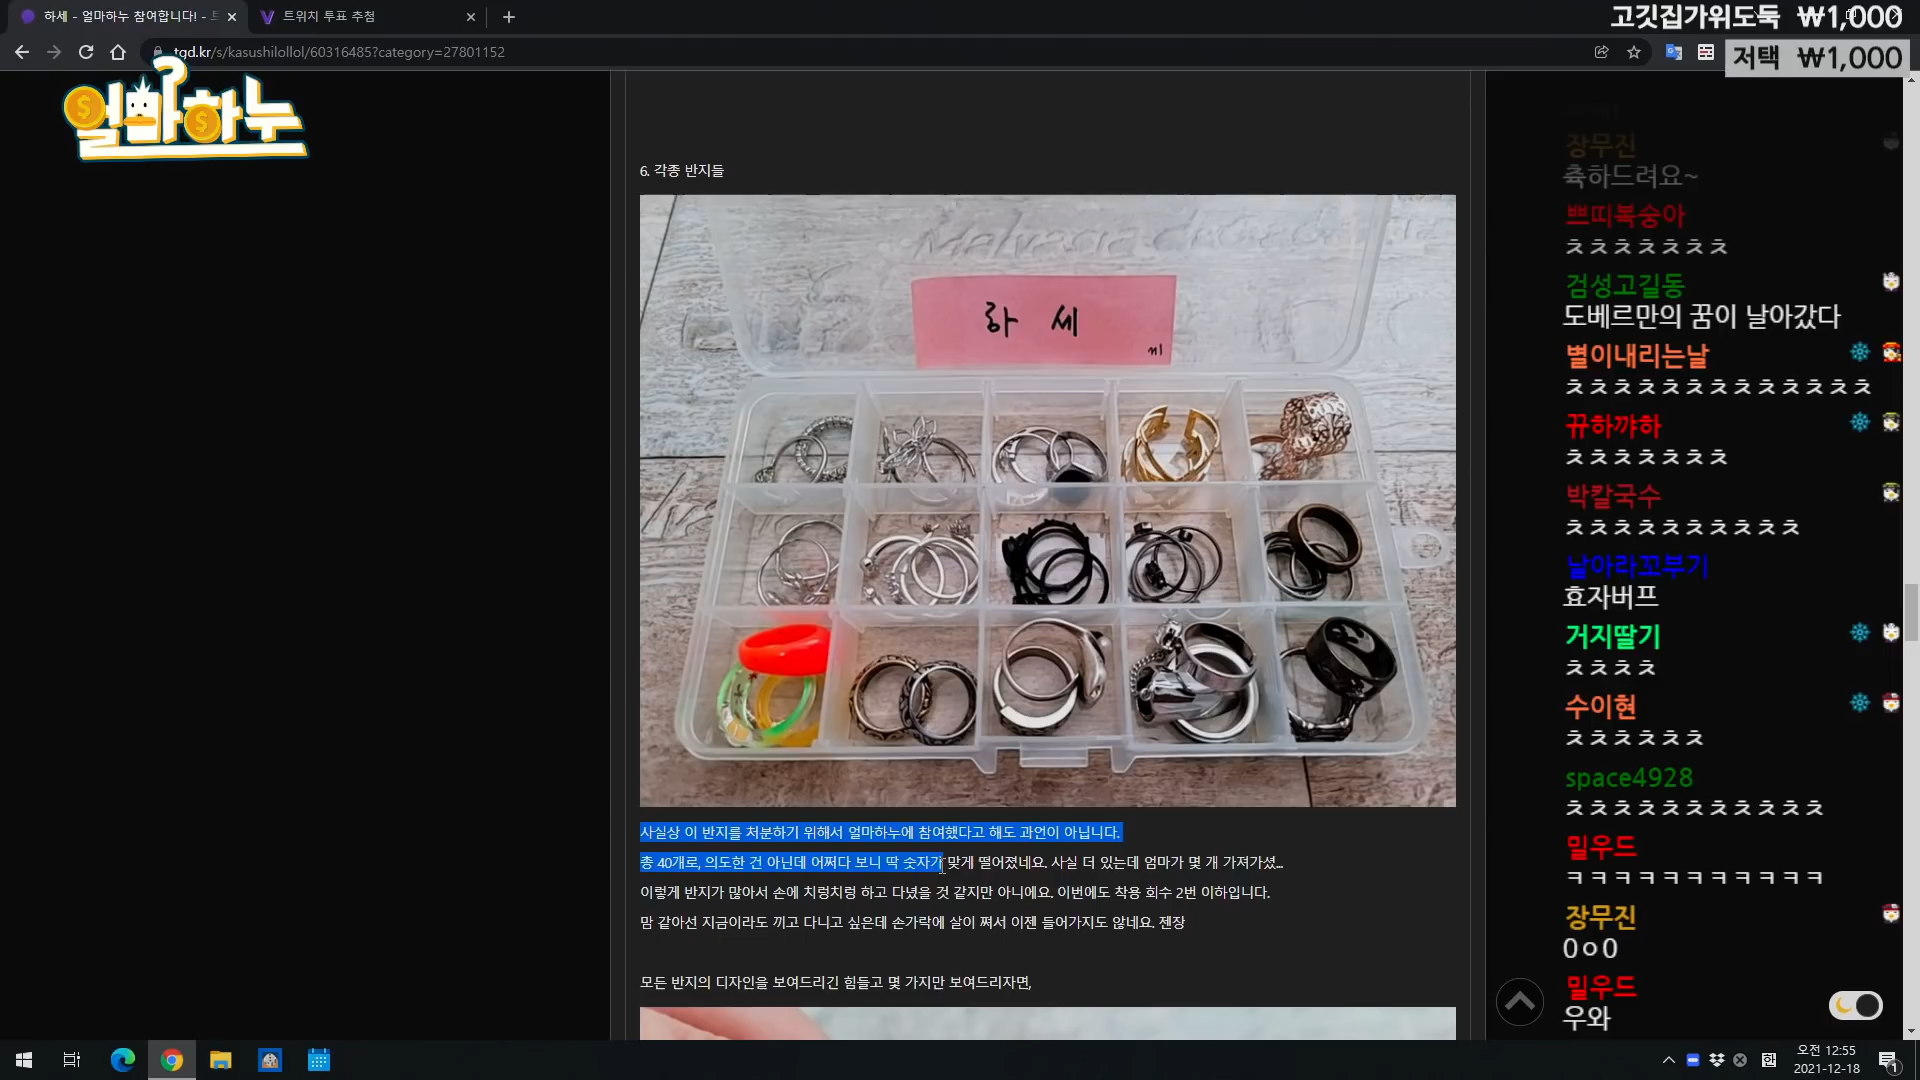 하세 - 얼마하누 참여합니다! - 트
트위치 투표 추첨
고깃집가위도둑 ₩1,000
tgd.kr/s/kasushilollol/60316485?category=27801152
저택 ₩1,000
얼마하누
6. 각종 반지들
하 세
사실상 이 반지를 처분하기 위해서 얼마하누에 참여했다고 해도 과언이 아닙니다.
총 40개로, 의도한 건 아닌데 어쩌다 보니 딱 숫자가 맞게 떨어졌네요. 사실 더 있는데 엄마가 몇 개 가져가셨...
이렇게 반지가 많아서 손에 치렁치렁 하고 다녔을 것 같지만 아니에요. 이번에도 착용 회수 2번 이하입니다.
맘 같아선 지금이라도 끼고 다니고 싶은데 손가락에 살이 쪄서 이젠 들어가지도 않네요. 젠장
모든 반지의 디자인을 보여드리긴 힘들고 몇 가지만 보여드리자면,
장무진
츅하드려요~
쁘띠복숭아
ㅊㅊㅊㅊㅊㅊㅊ
검성고길동
도베르만의 꿈이 날아갔다
별이내리는날
ㅊㅊㅊㅊㅊㅊㅊㅊㅊㅊㅊㅊㅊ
뀨하꺄하
ㅊㅊㅊㅊㅊㅊㅊ
박칼국수
ㅊㅊㅊㅊㅊㅊㅊㅊㅊㅊ
날아라꼬부기
효자버프
거지딸기
ㅊㅊㅊㅊ
수이현
ㅊㅊㅊㅊㅊㅊ
space4928
ㅊㅊㅊㅊㅊㅊㅊㅊㅊㅊㅊ
밀우드
ㅋㅋㅋㅋㅋㅋㅋㅋㅋㅋㅋ
장무진
0ㅇ0
밀우드
우와
한
오전 12:55
2021-12-18
1